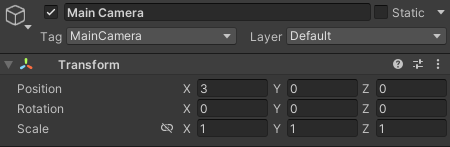 Main Camera Static
Tag MainCamera Layer Default
Transform
Position X 3 Y 0 Z 0
Rotation X 0 Y 0 Z 0
Scale X 1 Y 1 Z 1